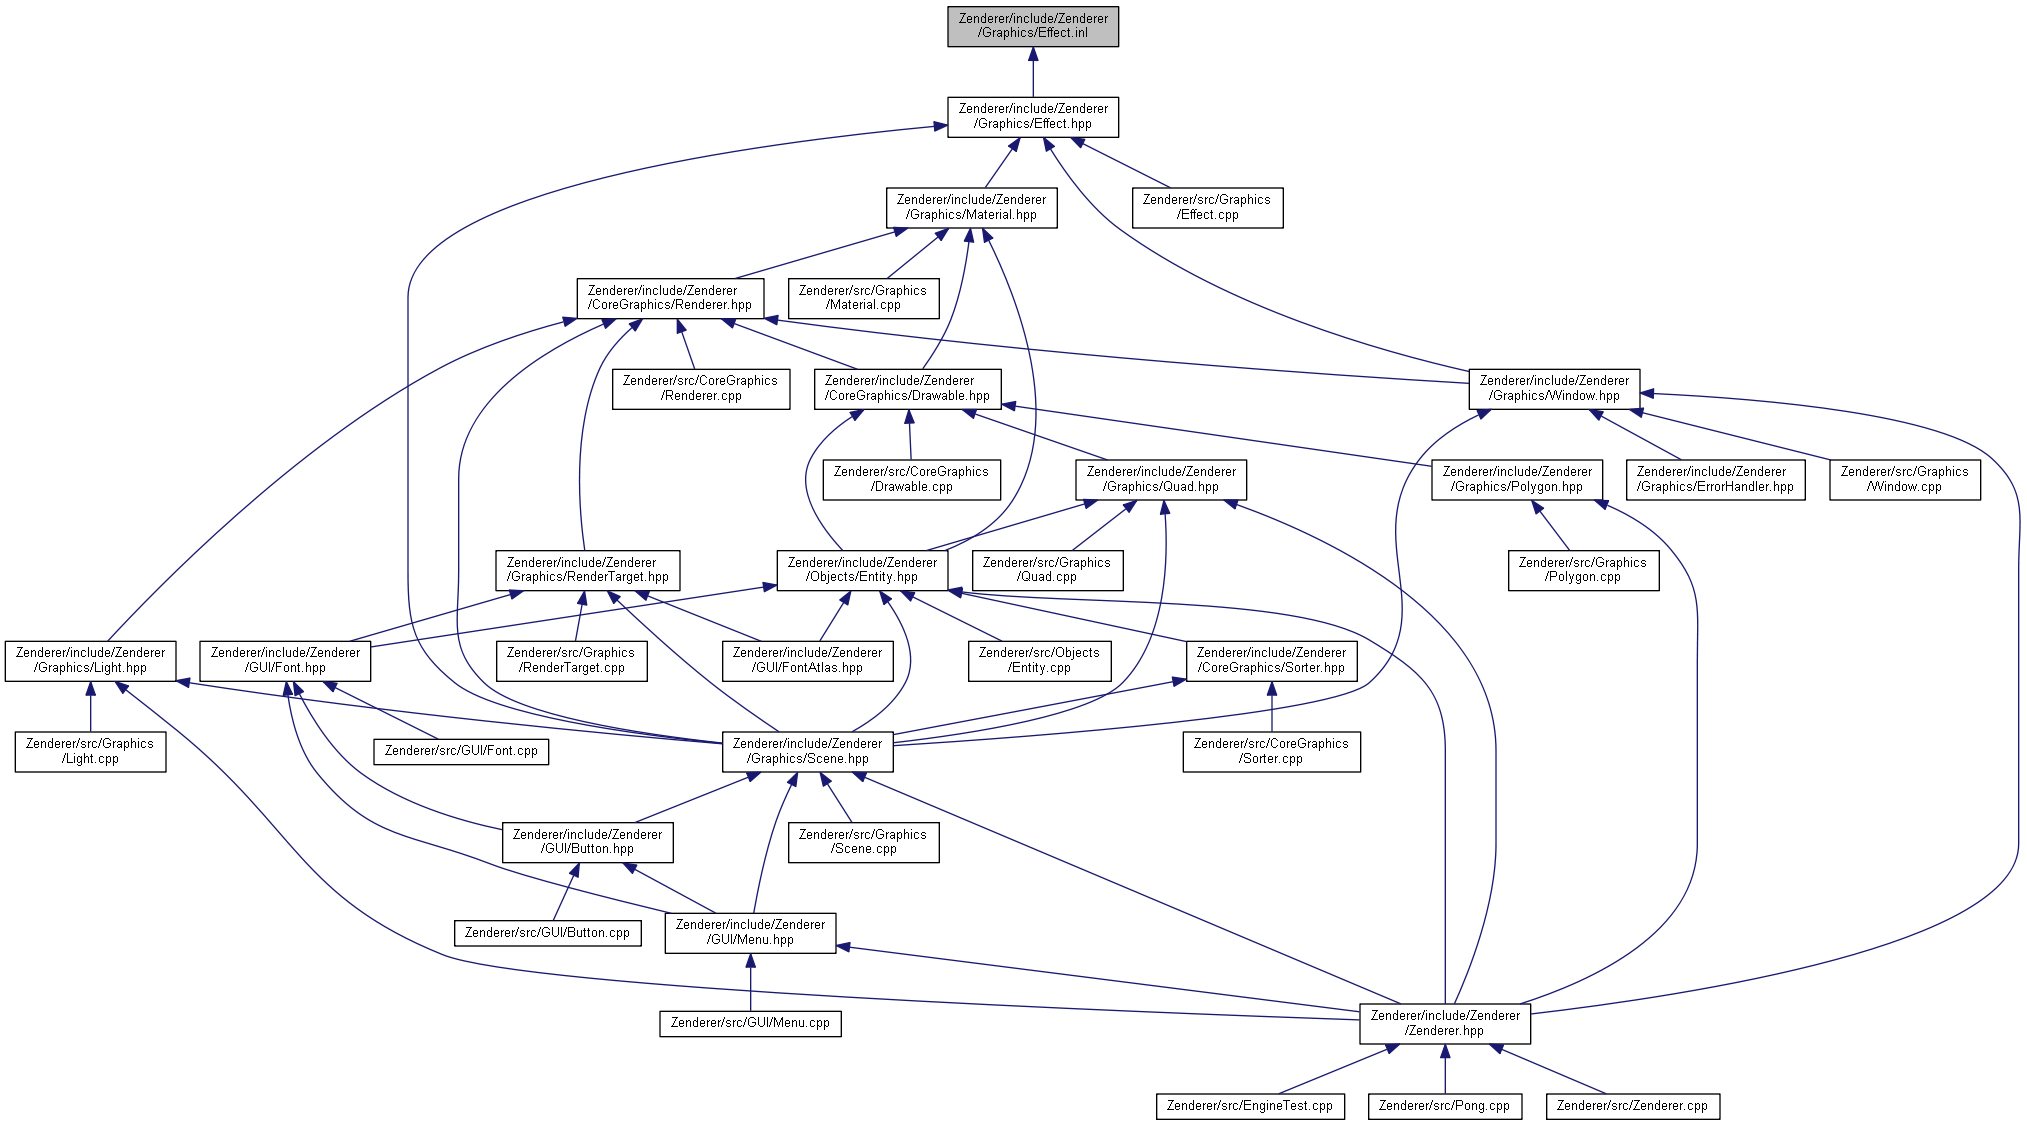 Zenderer/include/Zenderer
/Graphics/Effect.inl
Zenderer/include/Zenderer
/Graphics/Effect.hpp
Zenderer/include/Zenderer
/Graphics/Material.hpp
Zenderer/src/Graphics
/Effect.cpp
Zenderer/include/Zenderer
/CoreGraphics/Renderer.hpp
Zenderer/src/Graphics
/Material.cpp
Zenderer/src/CoreGraphics
/Renderer.cpp
Zenderer/include/Zenderer
/CoreGraphics/Drawable.hpp
Zenderer/include/Zenderer
/Graphics/Window.hpp
Zenderer/src/CoreGraphics
/Drawable.cpp
Zenderer/include/Zenderer
/Graphics/Quad.hpp
Zenderer/include/Zenderer
/Graphics/Polygon.hpp
Zenderer/include/Zenderer
/Graphics/ErrorHandler.hpp
Zenderer/src/Graphics
/Window.cpp
Zenderer/include/Zenderer
/Graphics/RenderTarget.hpp
Zenderer/include/Zenderer
/Objects/Entity.hpp
Zenderer/src/Graphics
/Quad.cpp
Zenderer/src/Graphics
/Polygon.cpp
Zenderer/include/Zenderer
/Graphics/Light.hpp
Zenderer/include/Zenderer
/GUI/Font.hpp
Zenderer/src/Graphics
/RenderTarget.cpp
Zenderer/include/Zenderer
/GUI/FontAtlas.hpp
Zenderer/src/Objects
/Entity.cpp
Zenderer/include/Zenderer
/CoreGraphics/Sorter.hpp
Zenderer/src/Graphics
/Light.cpp
Zenderer/src/GUI/Font.cpp
Zenderer/include/Zenderer
/Graphics/Scene.hpp
Zenderer/src/CoreGraphics
/Sorter.cpp
Zenderer/include/Zenderer
/GUI/Button.hpp
Zenderer/src/Graphics
/Scene.cpp
Zenderer/src/GUI/Button.cpp
Zenderer/include/Zenderer
/GUI/Menu.hpp
Zenderer/src/GUI/Menu.cpp
Zenderer/include/Zenderer
/Zenderer.hpp
Zenderer/src/EngineTest.cpp
Zenderer/src/Pong.cpp
Zenderer/src/Zenderer.cpp